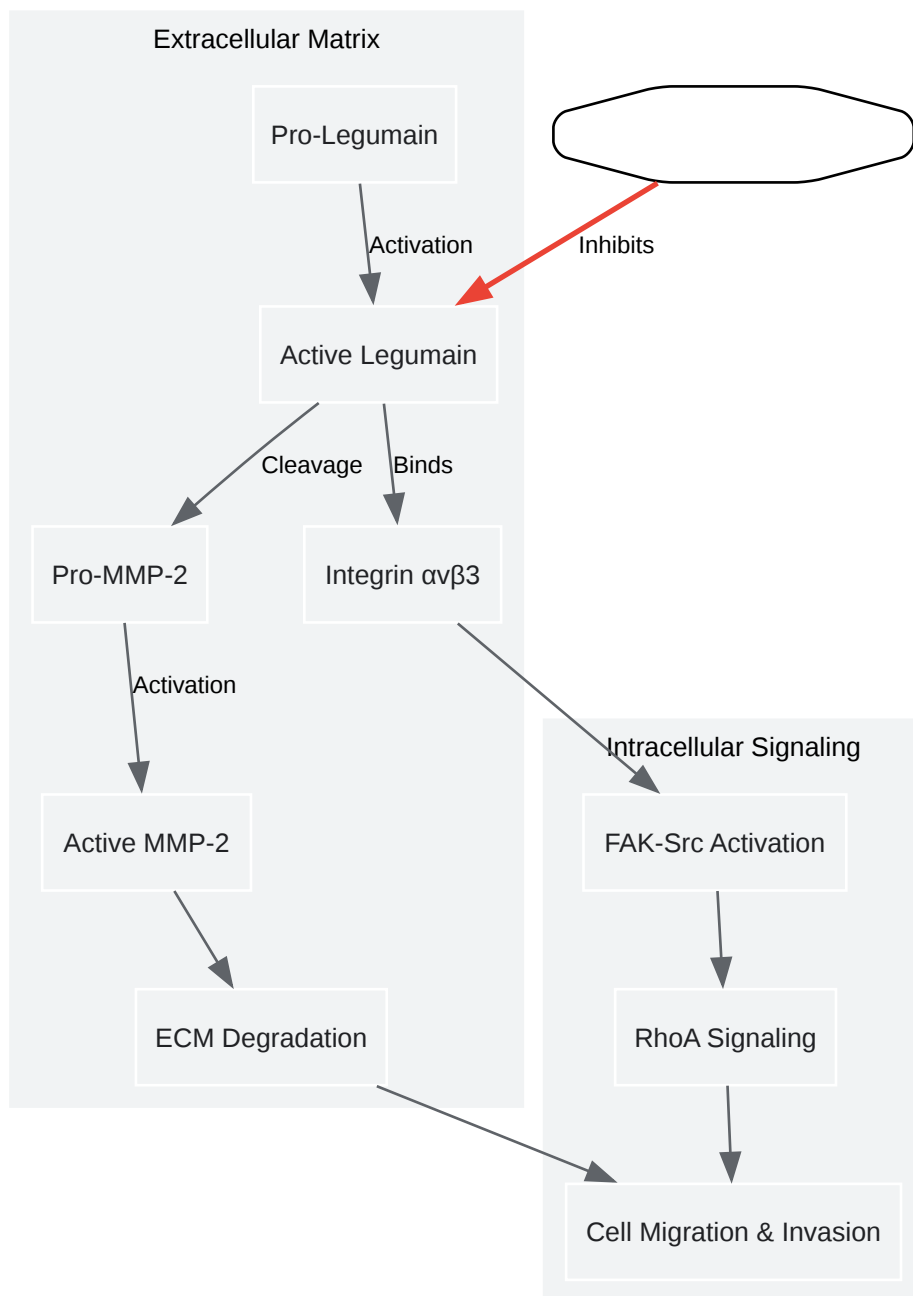 Extracellular Matrix
Pro-Legumain
Activation
Inhibits
Active Legumain
Cleavage
Binds
Pro-MMP-2
Integrin αvβ3
Activation
Intracellular Signaling
Active MMP-2
FAK-Src Activation
ECM Degradation
RhoA Signaling
Cell Migration & Invasion